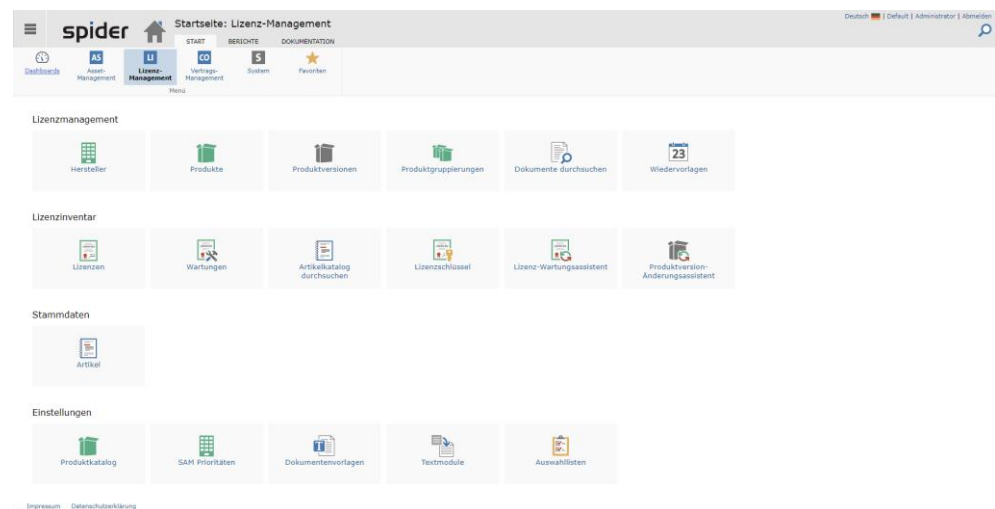 Deutsch | Default | Administrator | Abmelden
spider
Startseite: Lizenz-Management
START BERICHTE DOKUMENTATION
AS LI CO S
Dashboards Asset-Management Lizenz-Management Vertrags-Management System Favoriten
Menü
Lizenzmanagement
23
Hersteller Produkte Produktversionen Produktgruppierungen Dokumente durchsuchen Wiedervorlagen
Lizenzinventar
Lizenzen Wartungen Artikelkatalog durchsuchen Lizenzschlüssel Lizenz-Wartungsassistent Produktversion-Änderungsassistent
Stammdaten
Artikel
Einstellungen
T
Produktkatalog SAM Prioritäten Dokumentenvorlagen Textmodule Auswahllisten
Impressum Datenschutzerklärung